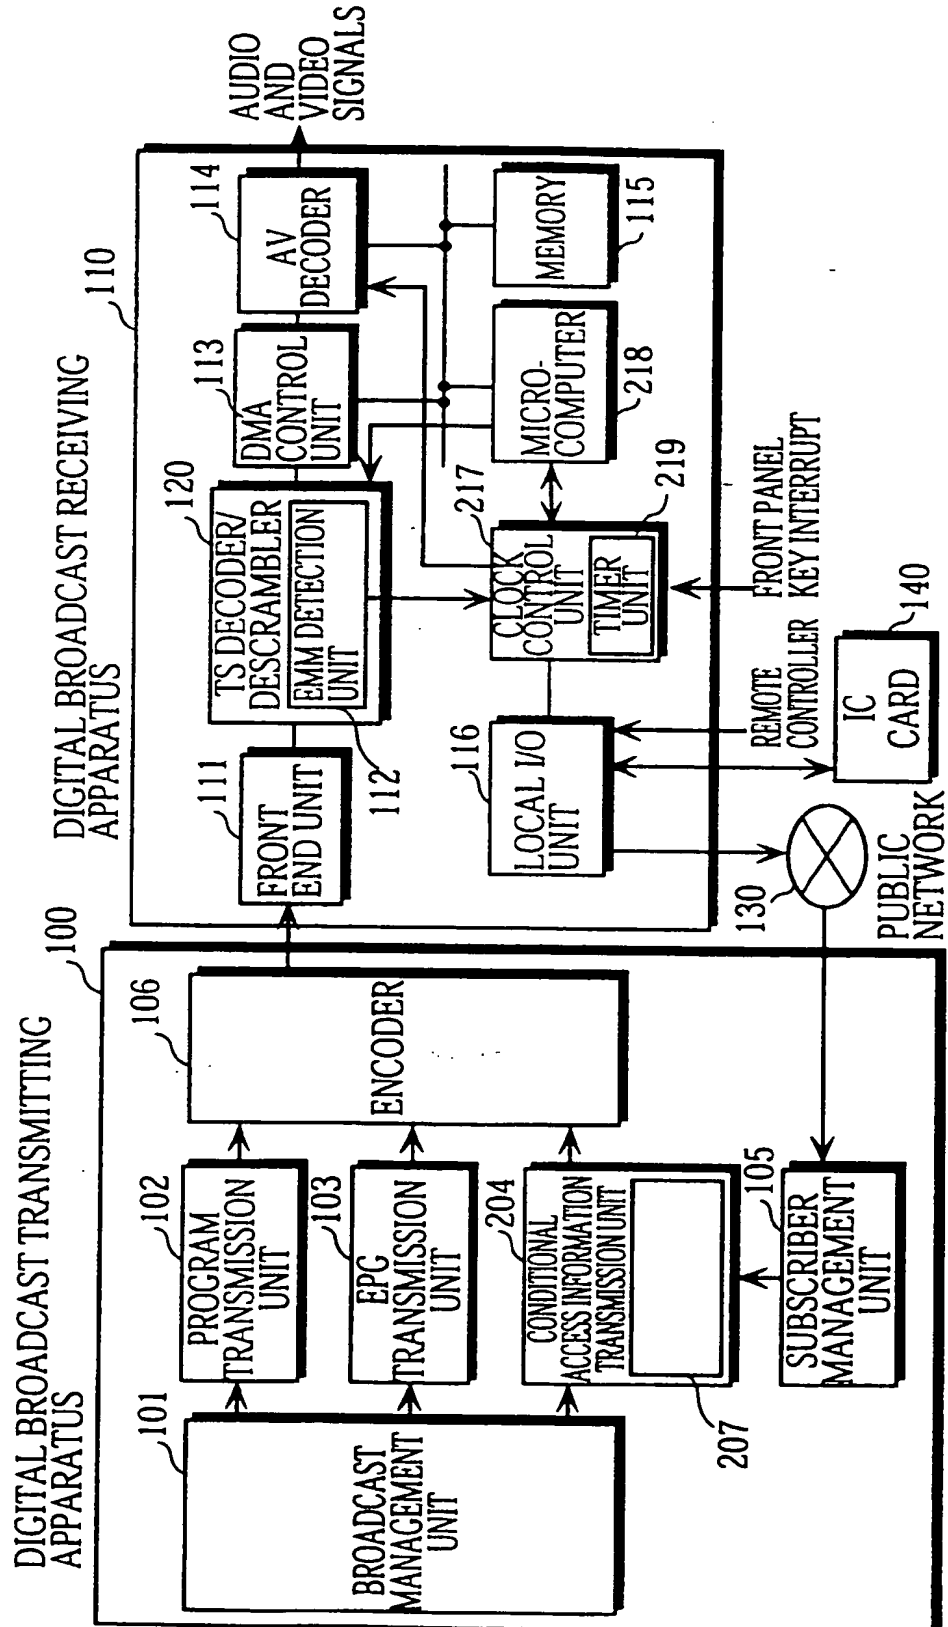 DIGITAL BROADCAST TRANSMITTING
APPARATUS
100
101
BROADCAST
MANAGEMENT
UNIT
102
PROGRAM
TRANSMISSION
UNIT
103
EPG
TRANSMISSION
UNIT
204
CONDITIONAL
ACCESS INFORMATION
TRANSMISSION UNIT
207
105
SUBSCRIBER
MANAGEMENT
UNIT
106
ENCODER
DIGITAL BROADCAST RECEIVING
APPARATUS
110
111
FRONT
END UNIT
120
TS DECODER/
DESCRAMBLER
EMM DETECTION
UNIT
112
113
DMA
CONTROL
UNIT
114
AV
DECODER
AUDIO
AND
VIDEO
SIGNALS
116
LOCAL I/O
UNIT
217
CLOCK
CONTROL
UNIT
TIMER
UNIT
219
MICRO-
COMPUTER
218
MEMORY
115
REMOTE
CONTROLLER
FRONT PANEL
KEY INTERRUPT
IC
CARD
140
130
PUBLIC
NETWORK